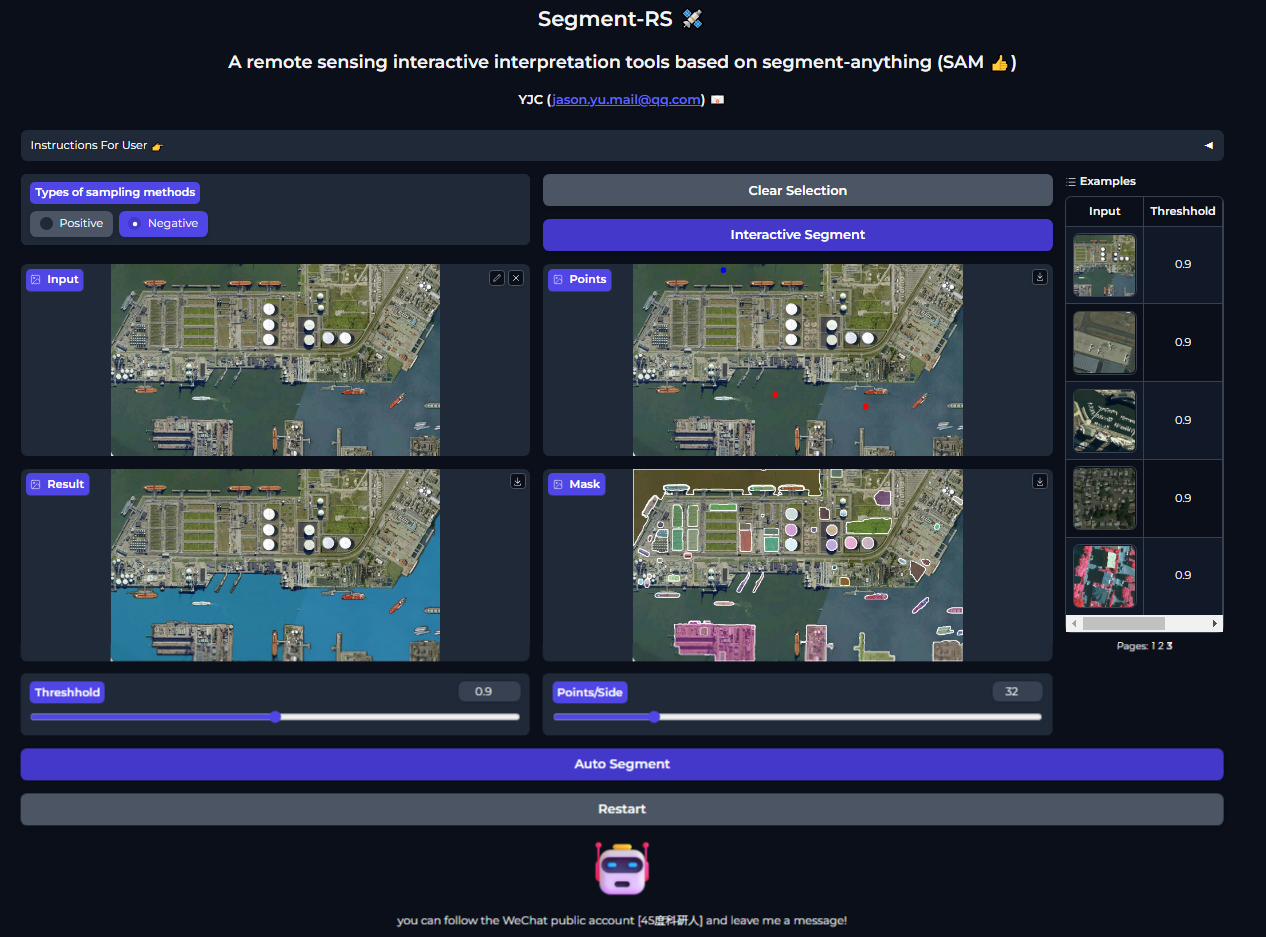 Segment-RS 🛰️
A remote sensing interactive interpretation tools based on segment-anything (SAM 👍)
YJC (jason.yu.mail@qq.com) 📧
Instructions For User 👉
Types of sampling methods
Positive
Negative
Clear Selection
Interactive Segment
Input
Points
Result
Mask
Threshhold
0.9
Points/Side
32
Auto Segment
Restart
Examples
Input Threshhold
0.9
0.9
0.9
0.9
0.9
Pages: 1 2 3
you can follow the WeChat public account [45度科研人] and leave me a message!